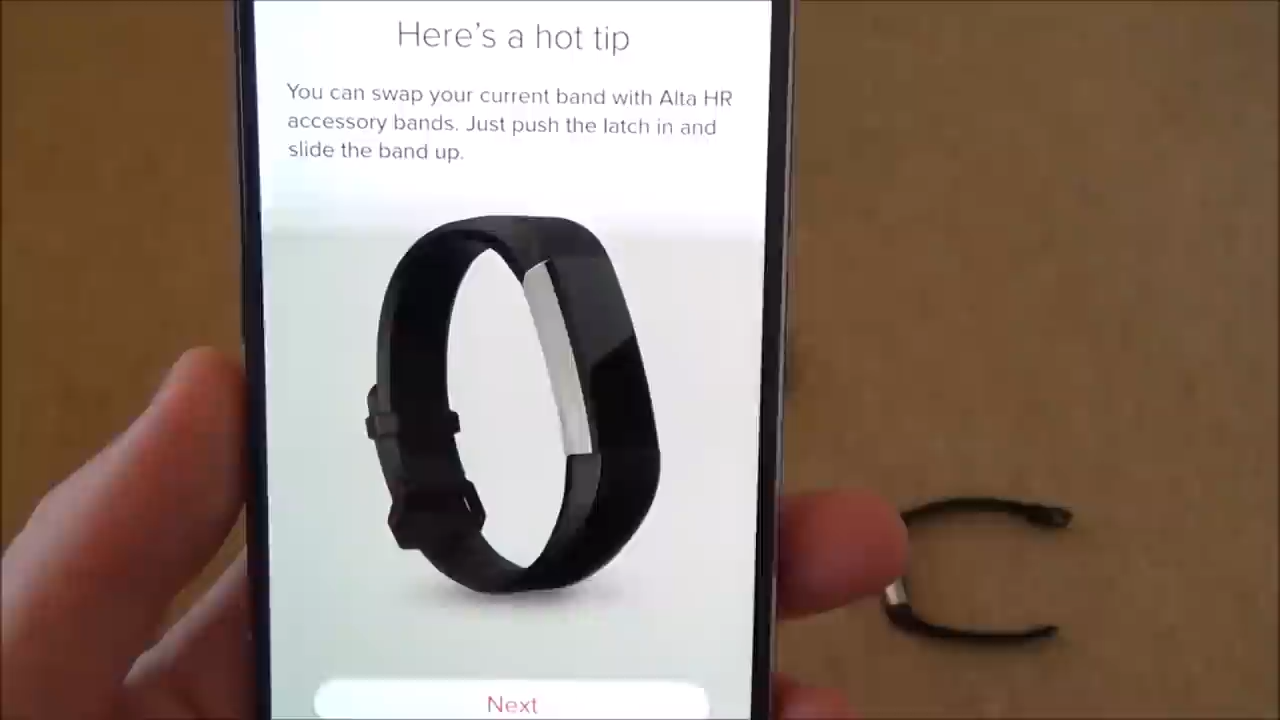 Here's a hot tip
You can swap your current band with Alta HR
accessory bands. Just push the latch in and
slide the band up.
Next